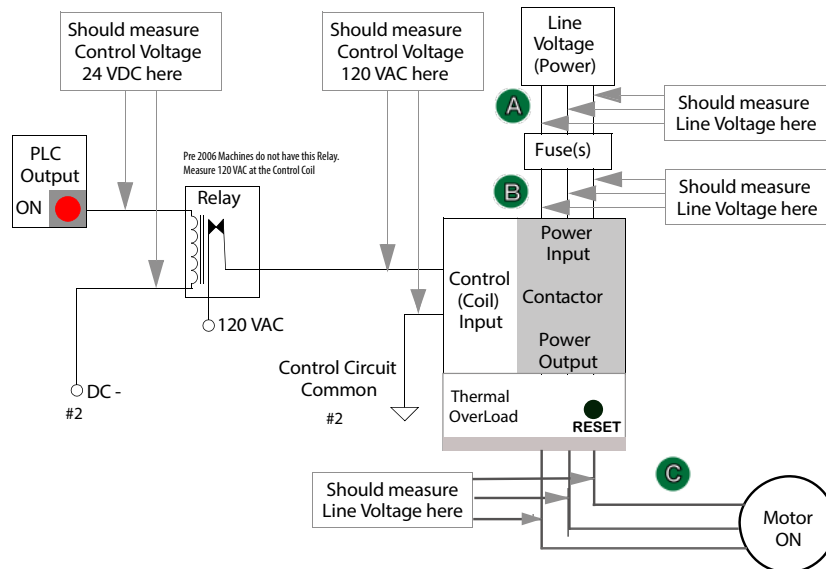 Should measure
Control Voltage
24 VDC here
Should measure
Control Voltage
120 VAC here
Line
Voltage
(Power)
A
Should measure
Line Voltage here
PLC
Output
ON
Pre 2006 Machines do not have this Relay.
Measure 120 VAC at the Control Coil
Fuse(s)
Relay
B
Should measure
Line Voltage here
Power
Input
Control
(Coil)
Input
Contactor
120 VAC
Power
Output
DC -
#2
Control Circuit
Common
#2
Thermal
OverLoad
RESET
C
Should measure
Line Voltage here
Motor
ON